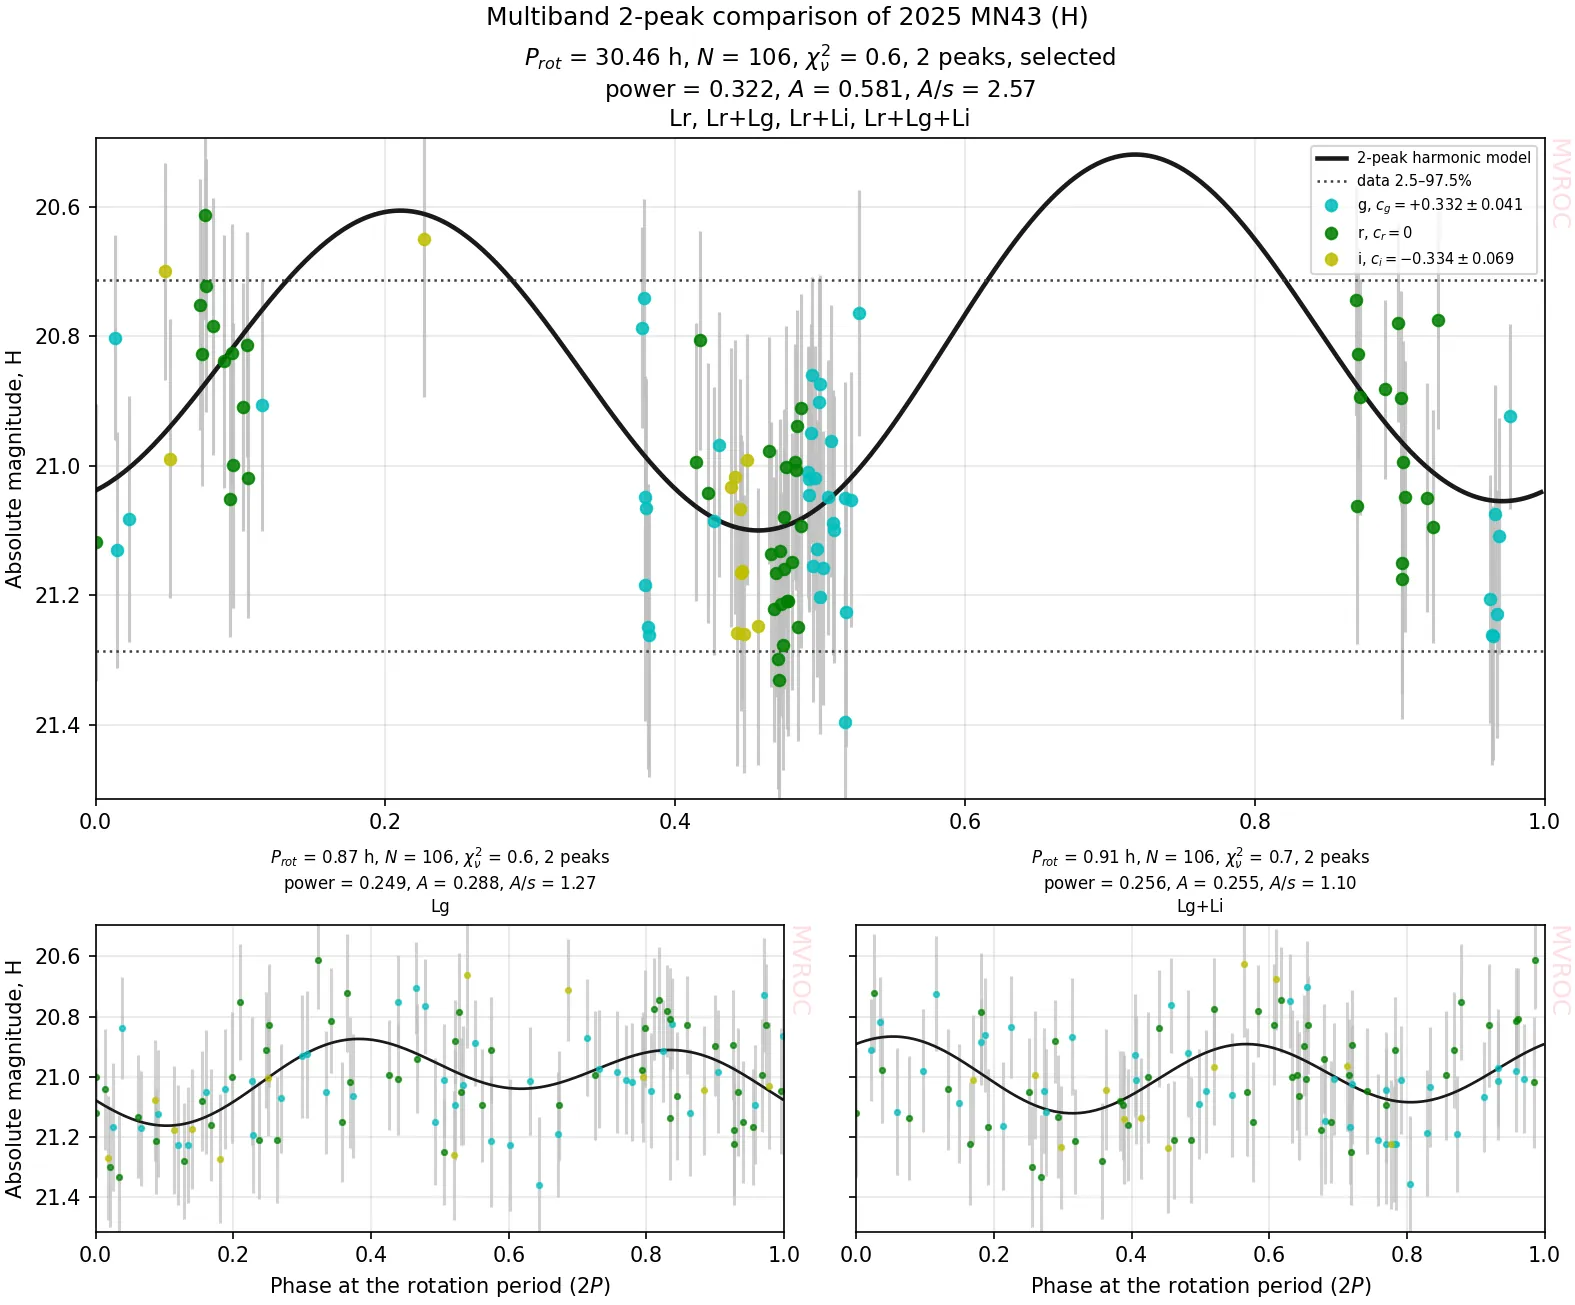 Multiband 2-peak comparison of 2025 MN43 (H)
P_rot = 30.46 h, N = 106, χ²_ν = 0.6, 2 peaks, selected
power = 0.322, A = 0.581, A/s = 2.57
Lr, Lr+Lg, Lr+Li, Lr+Lg+Li
MVROC
2-peak harmonic model
data 2.5–97.5%
g, c_g = +0.332 ± 0.041
r, c_r = 0
i, c_i = −0.334 ± 0.069
Absolute magnitude, H
20.6
20.8
21.0
21.2
21.4
0.0 0.2 0.4 0.6 0.8 1.0
P_rot = 0.87 h, N = 106, χ²_ν = 0.6, 2 peaks
power = 0.249, A = 0.288, A/s = 1.27
Lg
MVROC
Absolute magnitude, H
20.6
20.8
21.0
21.2
21.4
0.0 0.2 0.4 0.6 0.8 1.0
Phase at the rotation period (2P)
P_rot = 0.91 h, N = 106, χ²_ν = 0.7, 2 peaks
power = 0.256, A = 0.255, A/s = 1.10
Lg+Li
MVROC
0.0 0.2 0.4 0.6 0.8 1.0
Phase at the rotation period (2P)